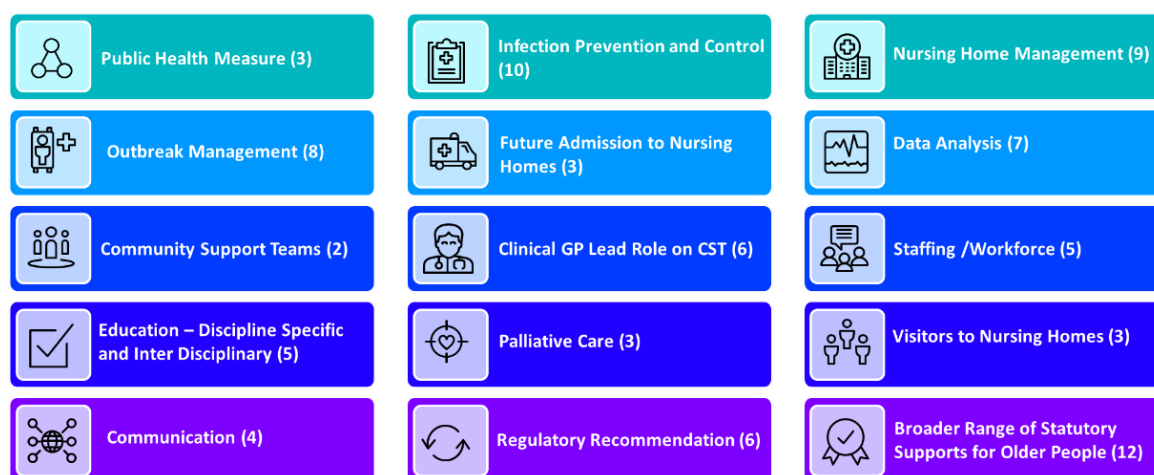 Public Health Measure (3)
Infection Prevention and Control
(10)
Nursing Home Management (9)
Outbreak Management (8)
Future Admission to Nursing
Homes (3)
Data Analysis (7)
Community Support Teams (2)
Clinical GP Lead Role on CST (6)
Staffing /Workforce (5)
Education – Discipline Specific
and Inter Disciplinary (5)
Palliative Care (3)
Visitors to Nursing Homes (3)
Communication (4)
Regulatory Recommendation (6)
Broader Range of Statutory
Supports for Older People (12)